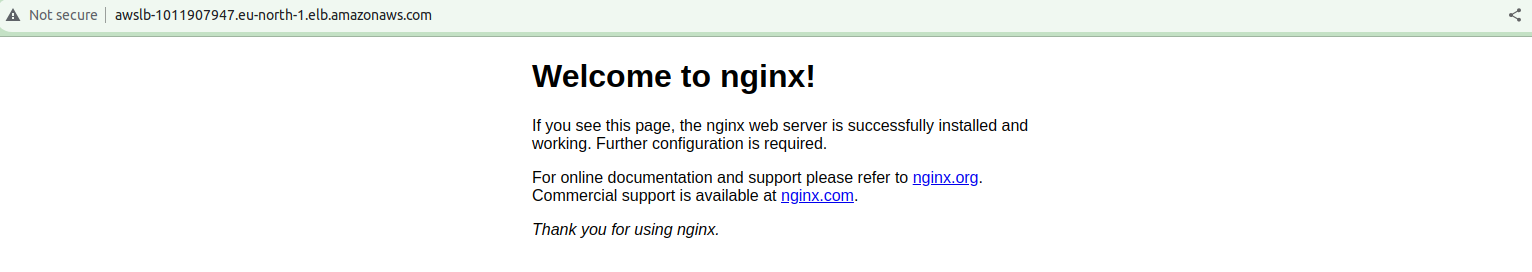 Not secure awslb-1011907947.eu-north-1.elb.amazonaws.com
Welcome to nginx!
If you see this page, the nginx web server is successfully installed and
working. Further configuration is required.
For online documentation and support please refer to nginx.org.
Commercial support is available at nginx.com.
Thank you for using nginx.